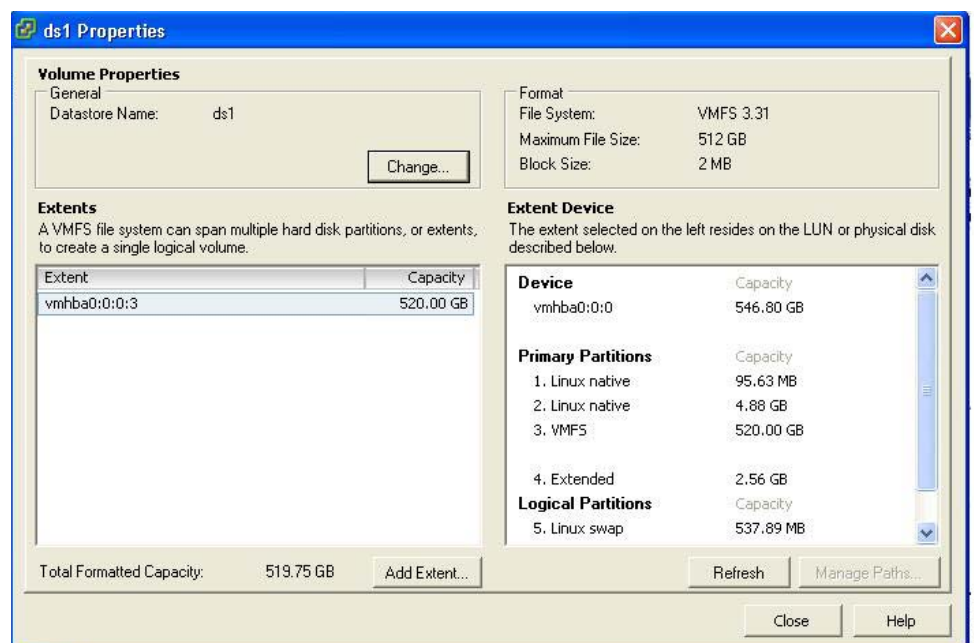 ds1 Properties
Volume Properties
General
Datastore Name: ds1
Change...
Format
File System: VMFS 3.31
Maximum File Size: 512 GB
Block Size: 2 MB
Extents
A VMFS file system can span multiple hard disk partitions, or extents,
to create a single logical volume.
Extent Capacity
vmhba0:0:0:3 520.00 GB
Total Formatted Capacity: 519.75 GB
Add Extent...
Extent Device
The extent selected on the left resides on the LUN or physical disk
described below.
Device Capacity
vmhba0:0:0 546.80 GB
Primary Partitions Capacity
1. Linux native 95.63 MB
2. Linux native 4.88 GB
3. VMFS 520.00 GB
4. Extended 2.56 GB
Logical Partitions Capacity
5. Linux swap 537.89 MB
Refresh
Manage Paths...
Close
Help